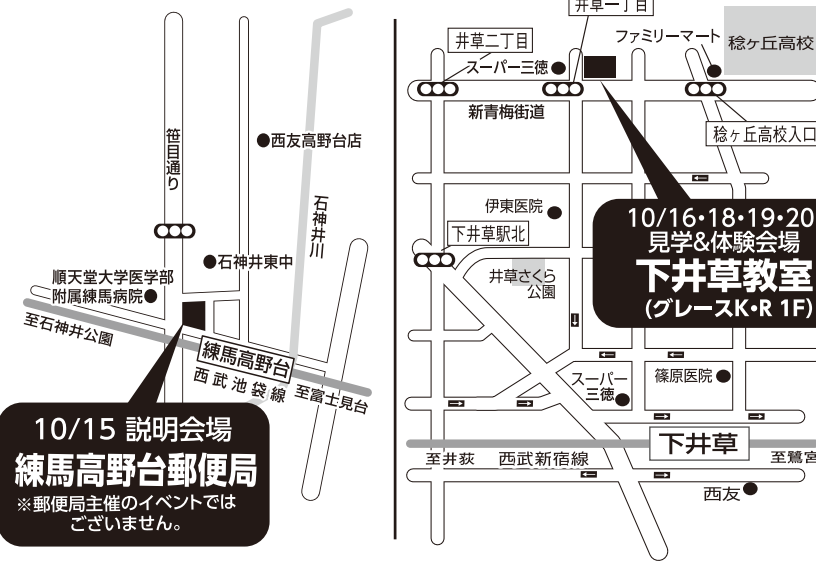 笹目通り
西友高野台店
石神井川
石神井東中
順天堂大学医学部
附属練馬病院
至石神井公園
練馬高野台
西武池袋線
至富士見台
10/15 説明会場
練馬高野台郵便局
※郵便局主催のイベントでは
ございません。
井草一丁目
井草二丁目
スーパー三徳
ファミリーマート
稔ヶ丘高校
新青梅街道
稔ヶ丘高校入口
伊東医院
下井草駅北
井草さくら
公園
10/16・18・19・20
見学&体験会場
下井草教室
(グレースK・R 1F)
スーパー
三徳
篠原医院
下井草
至井荻
西武新宿線
至鷺宮
西友